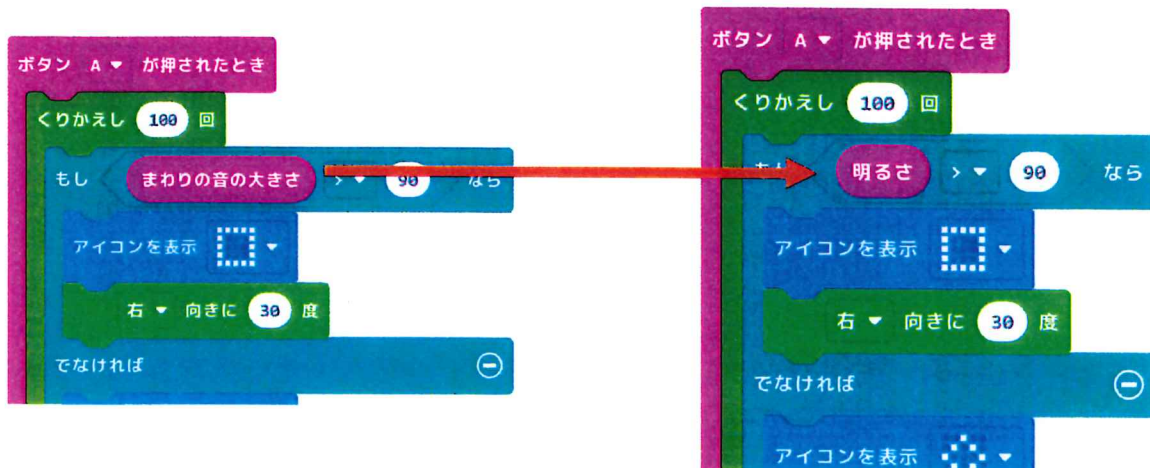 ボタン A が押されたとき
くりかえし 100 回
もし まわりの音の大きさ > 90 なら
アイコンを表示
右 向きに 30 度
でなければ
ボタン A が押されたとき
くりかえし 100 回
明るさ > 90 なら
アイコンを表示
右 向きに 30 度
でなければ
アイコンを表示